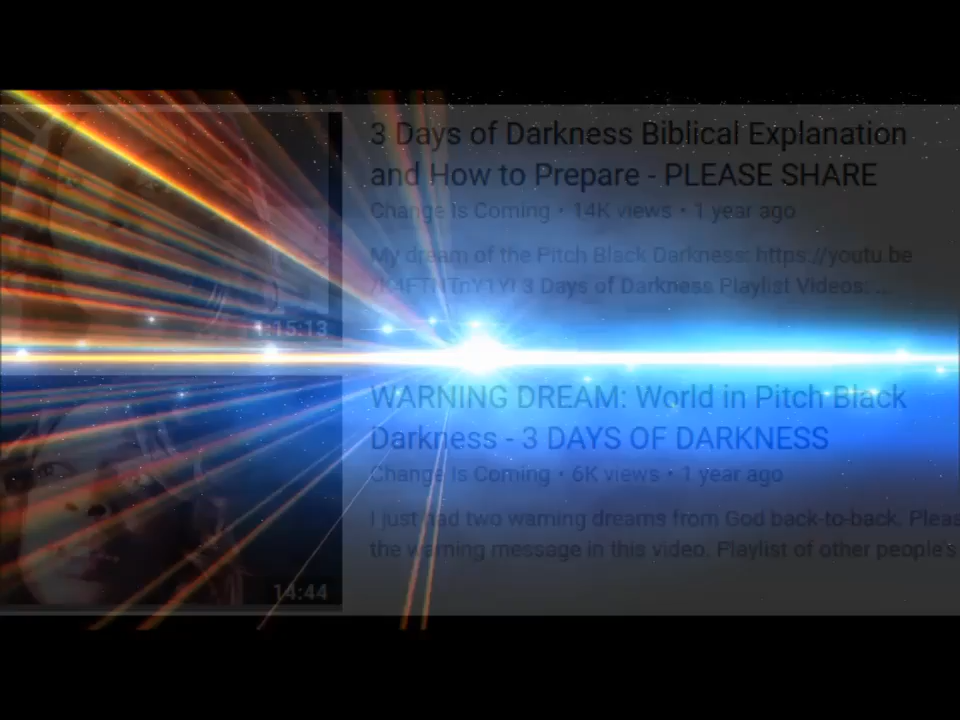 3 Days of Darkness Biblical Explanation
and How to Prepare - PLEASE SHARE
Change Is Coming • 14K views • 1 year ago
My dream of the Pitch Black Darkness: https://youtu.be
3 Days of Darkness Playlist Videos: ...
1:15:13
WARNING DREAM: World in Pitch Black
Darkness - 3 DAYS OF DARKNESS
Change Is Coming • 6K views • 1 year ago
I just had two warning dreams from God back-to-back. Pleas
the warning message in this video. Playlist of other people's
14:44